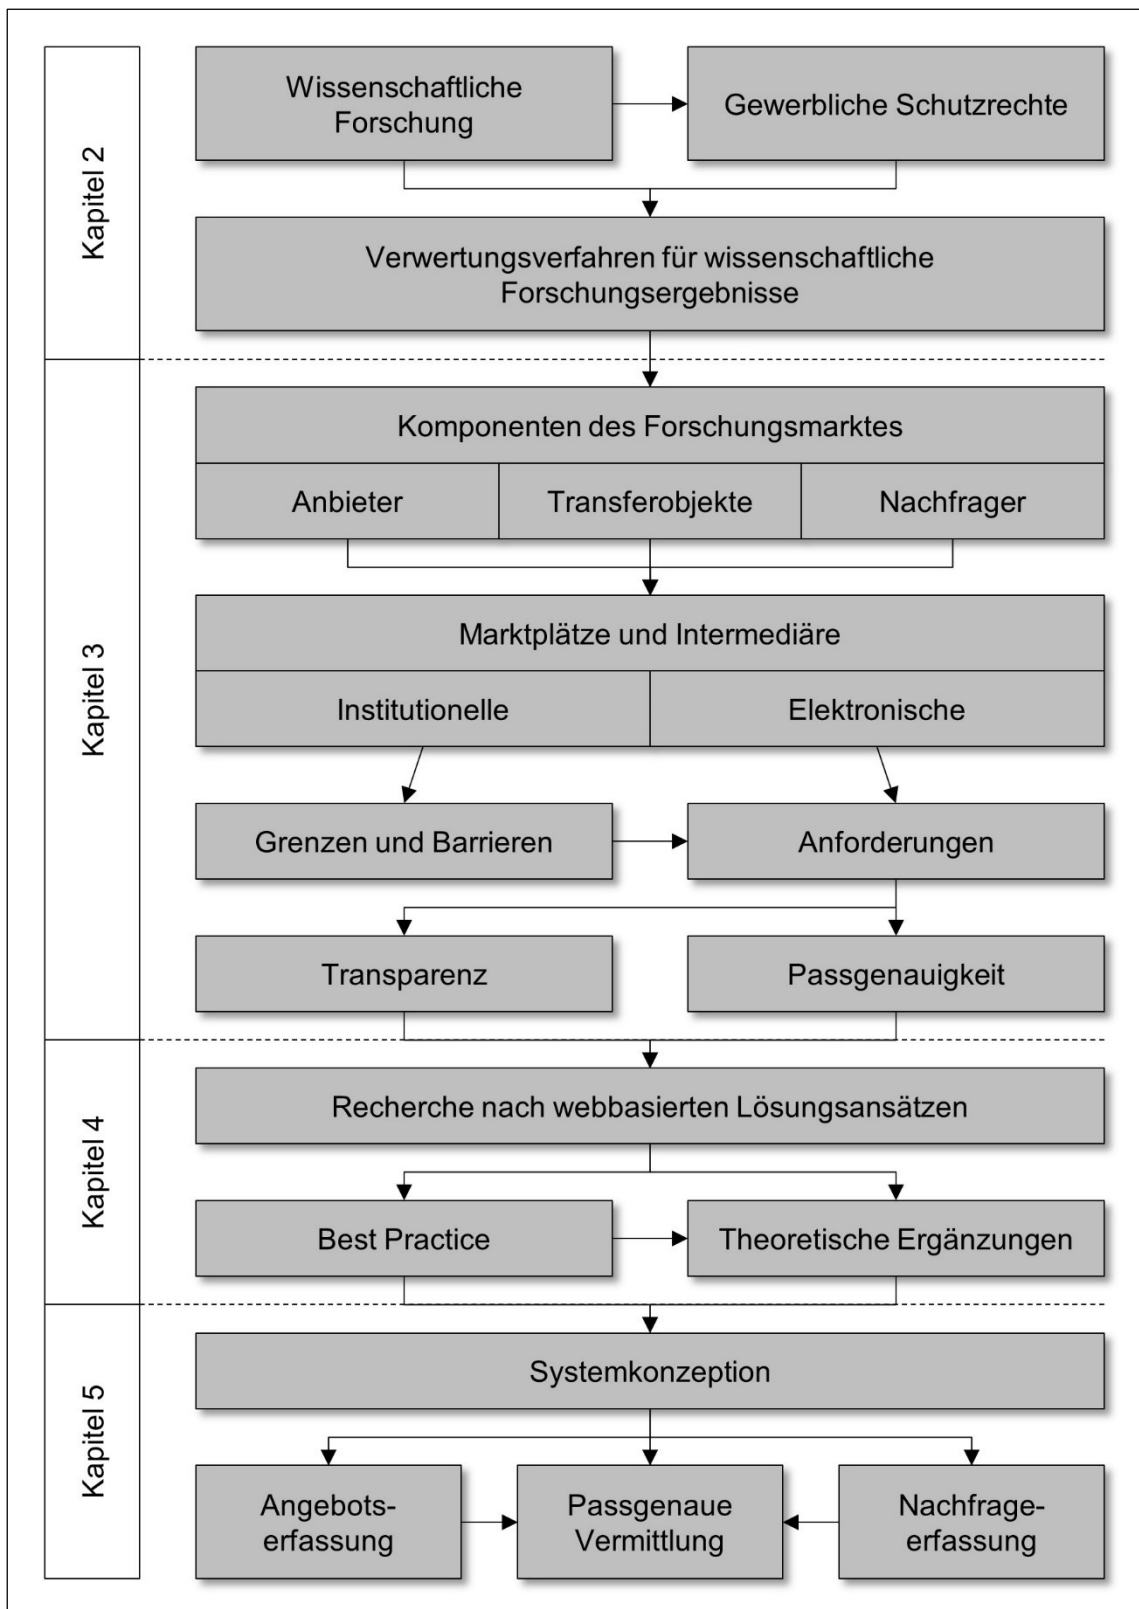 Kapitel 2
Wissenschaftliche
Forschung
Gewerbliche Schutzrechte
Verwertungsverfahren für wissenschaftliche
Forschungsergebnisse
Kapitel 3
Komponenten des Forschungsmarktes
Anbieter
Transferobjekte
Nachfrager
Marktplätze und Intermediäre
Institutionelle
Elektronische
Grenzen und Barrieren
Anforderungen
Transparenz
Passgenauigkeit
Kapitel 4
Recherche nach webbasierten Lösungsansätzen
Best Practice
Theoretische Ergänzungen
Kapitel 5
Systemkonzeption
Angebots-
erfassung
Passgenaue
Vermittlung
Nachfrage-
erfassung